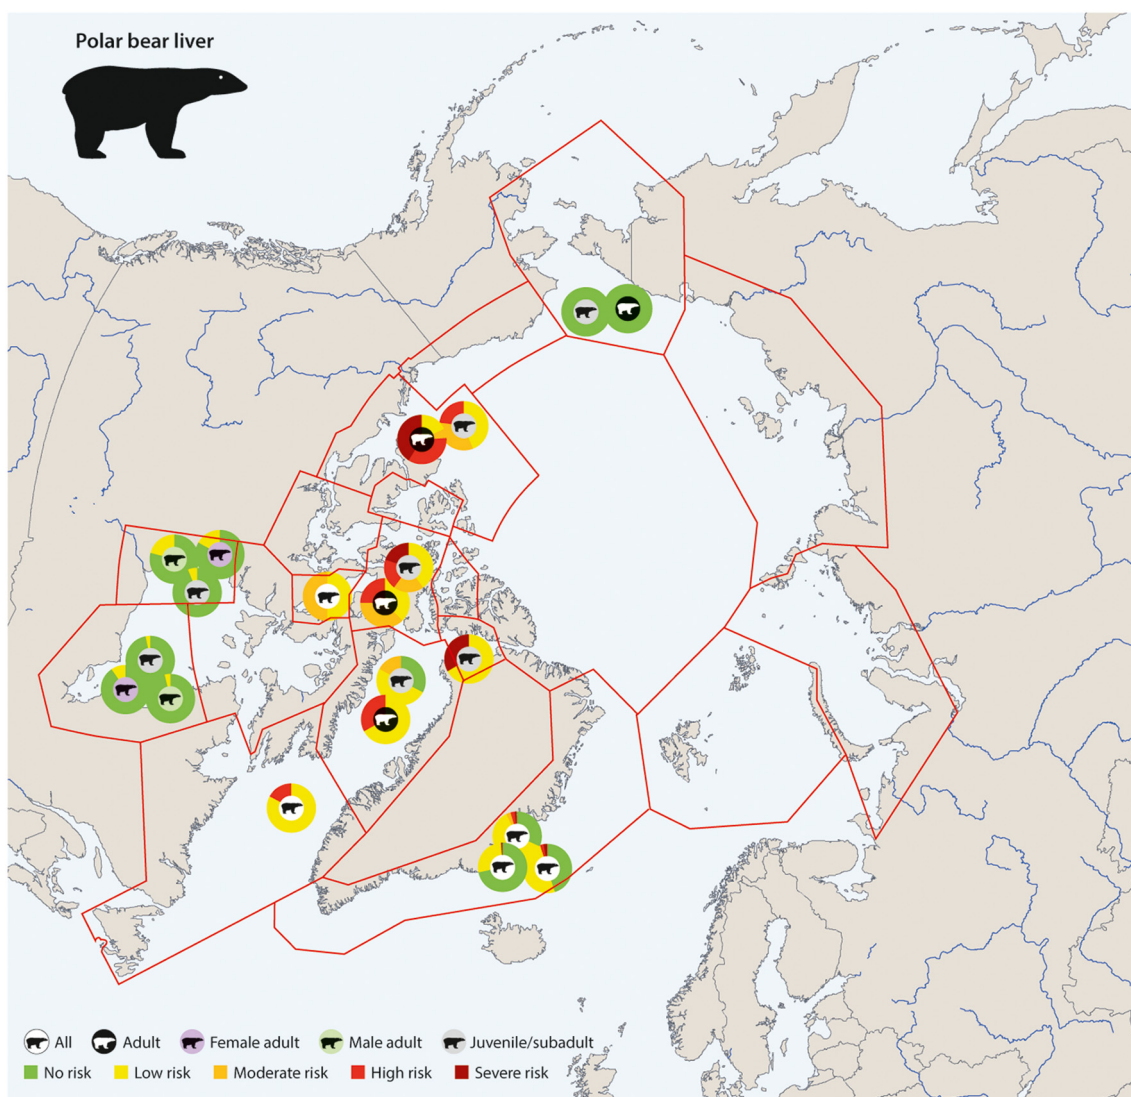 Polar bear liver
All Adult Female adult Male adult Juvenile/subadult
No risk Low risk Moderate risk High risk Severe risk